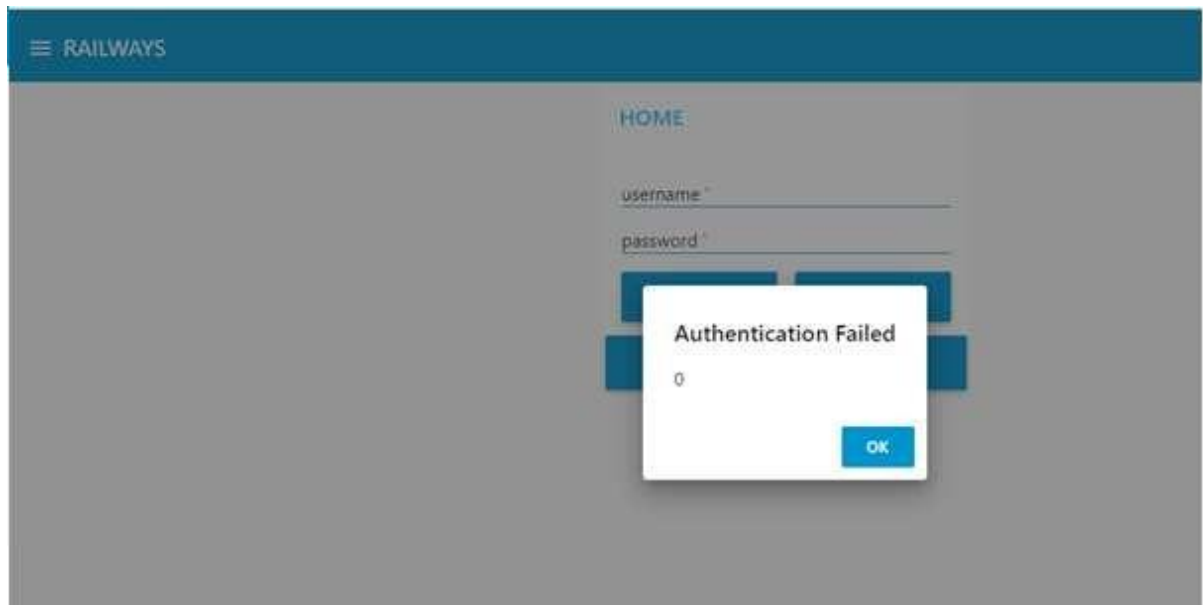 ≡ RAILWAYS
HOME
username *
password *
Authentication Failed
0
OK